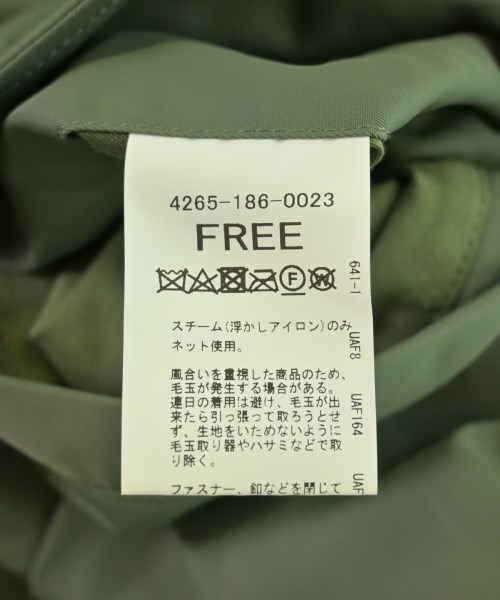 4265-186-0023
FREE
F W
スチーム(浮かしアイロン)のみ
ネット使用。
風合いを重視した商品のため、
毛玉が発生する場合がある。
連日の着用は避け、毛玉が出
来たら引っ張って取ろうとせ
ず、生地をいためないように
毛玉取り器やハサミなどで取
り除く。
ファスナー、釦などを閉じて
641-1
UAF8
UAF164
UAF